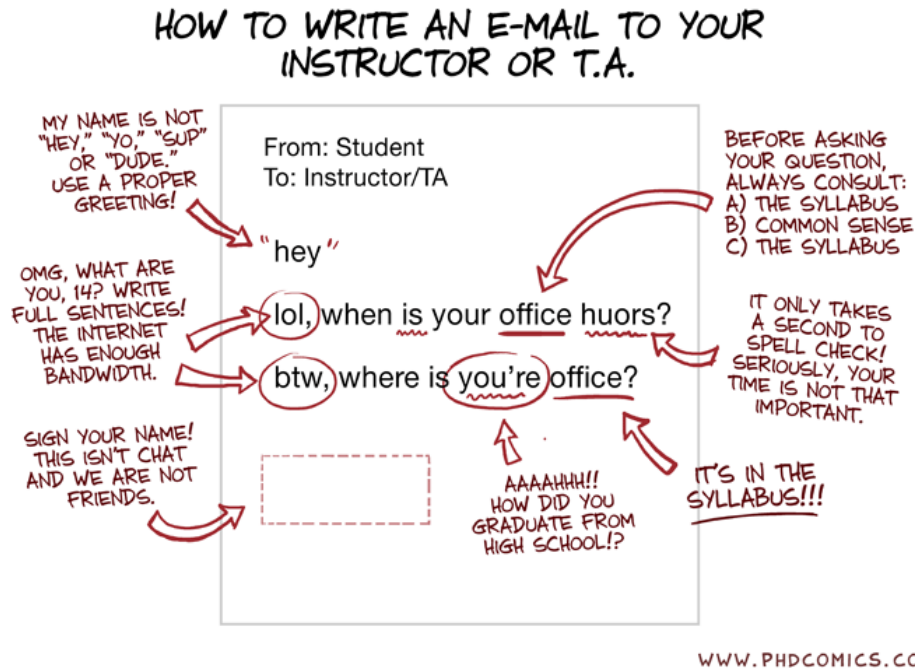 HOW TO WRITE AN E-MAIL TO YOUR
INSTRUCTOR OR T.A.
MY NAME IS NOT
"HEY," "YO," "SUP"
OR "DUDE."
USE A PROPER
GREETING!
From: Student
To: Instructor/TA
BEFORE ASKING
YOUR QUESTION,
ALWAYS CONSULT:
A) THE SYLLABUS
B) COMMON SENSE
C) THE SYLLABUS
"hey"
OMG, WHAT ARE
YOU, 14? WRITE
FULL SENTENCES!
THE INTERNET
HAS ENOUGH
BANDWIDTH.
lol, when is your office huors?
btw, where is you're office?
IT ONLY TAKES
A SECOND TO
SPELL CHECK!
SERIOUSLY, YOUR
TIME IS NOT THAT
IMPORTANT.
SIGN YOUR NAME!
THIS ISN'T CHAT
AND WE ARE NOT
FRIENDS.
AAAAHHH!!
HOW DID YOU
GRADUATE FROM
HIGH SCHOOL!?
IT'S IN THE
SYLLABUS!!!
WWW.PHDCOMICS.CO